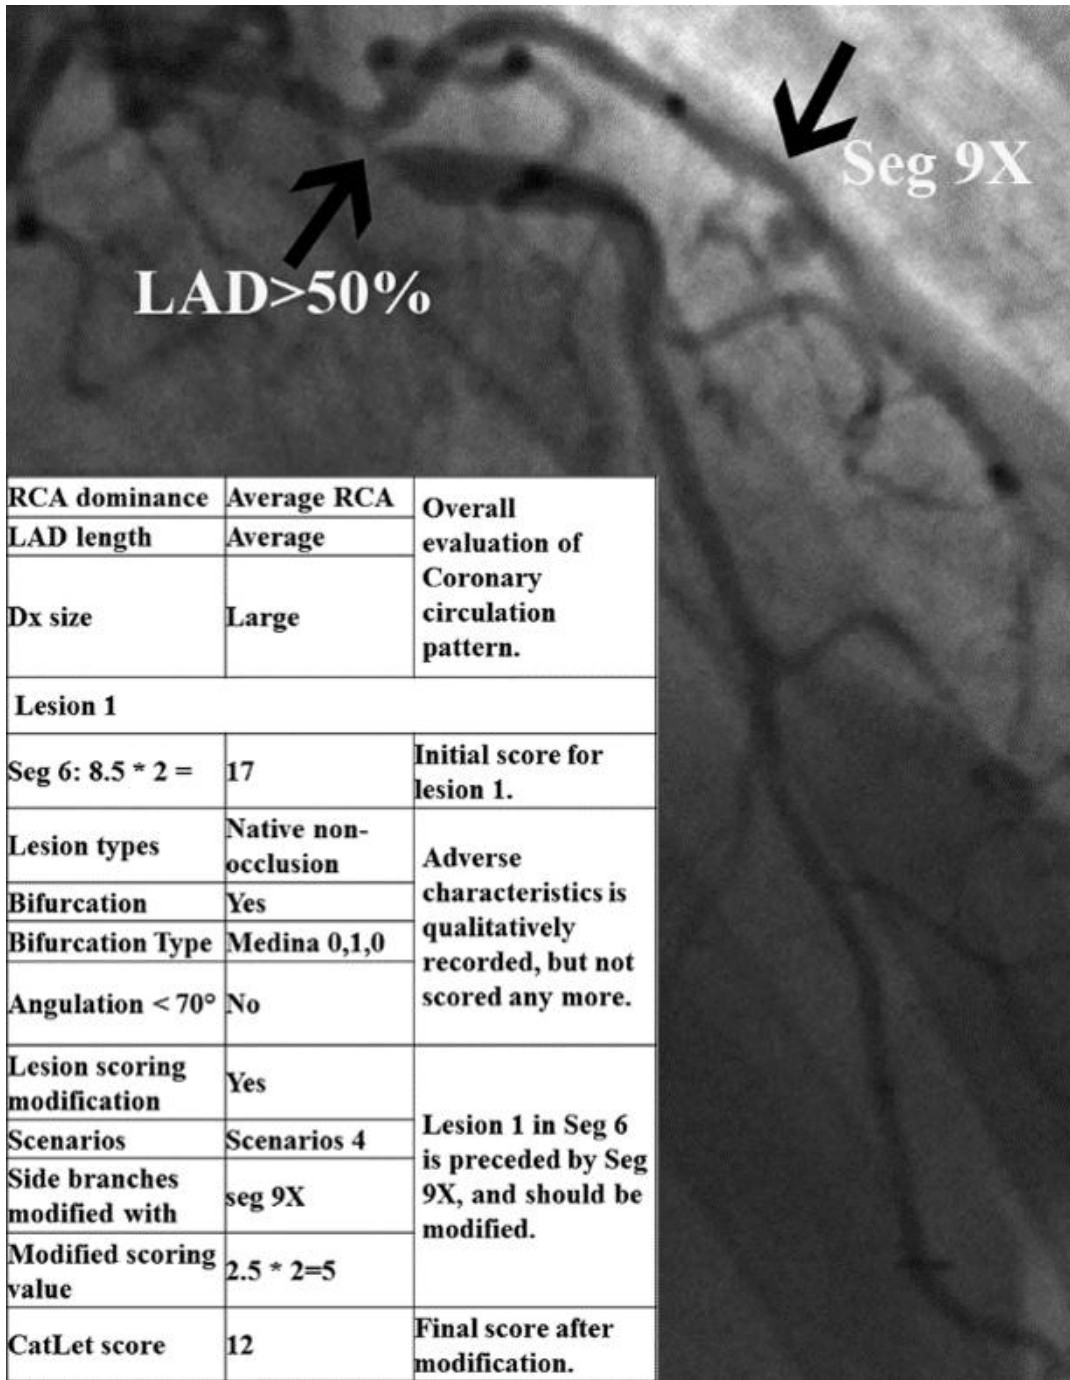 Seg 9X
LAD>50%
RCA dominance Average RCA Overall
evaluation of
Coronary
circulation
pattern.
LAD length Average
Dx size Large
Lesion 1
Seg 6: 8.5 * 2 = 17 Initial score for
lesion 1.
Lesion types Native non-
occlusion
Adverse
characteristics is
qualitatively
recorded, but not
scored any more.
Bifurcation Yes
Bifurcation Type Medina 0,1,0
Angulation < 70° No
Lesion scoring
modification
Yes
Lesion 1 in Seg 6
is preceded by Seg
9X, and should be
modified.
Scenarios Scenarios 4
Side branches
modified with
seg 9X
Modified scoring
value
2.5 * 2=5
CatLet score 12 Final score after
modification.